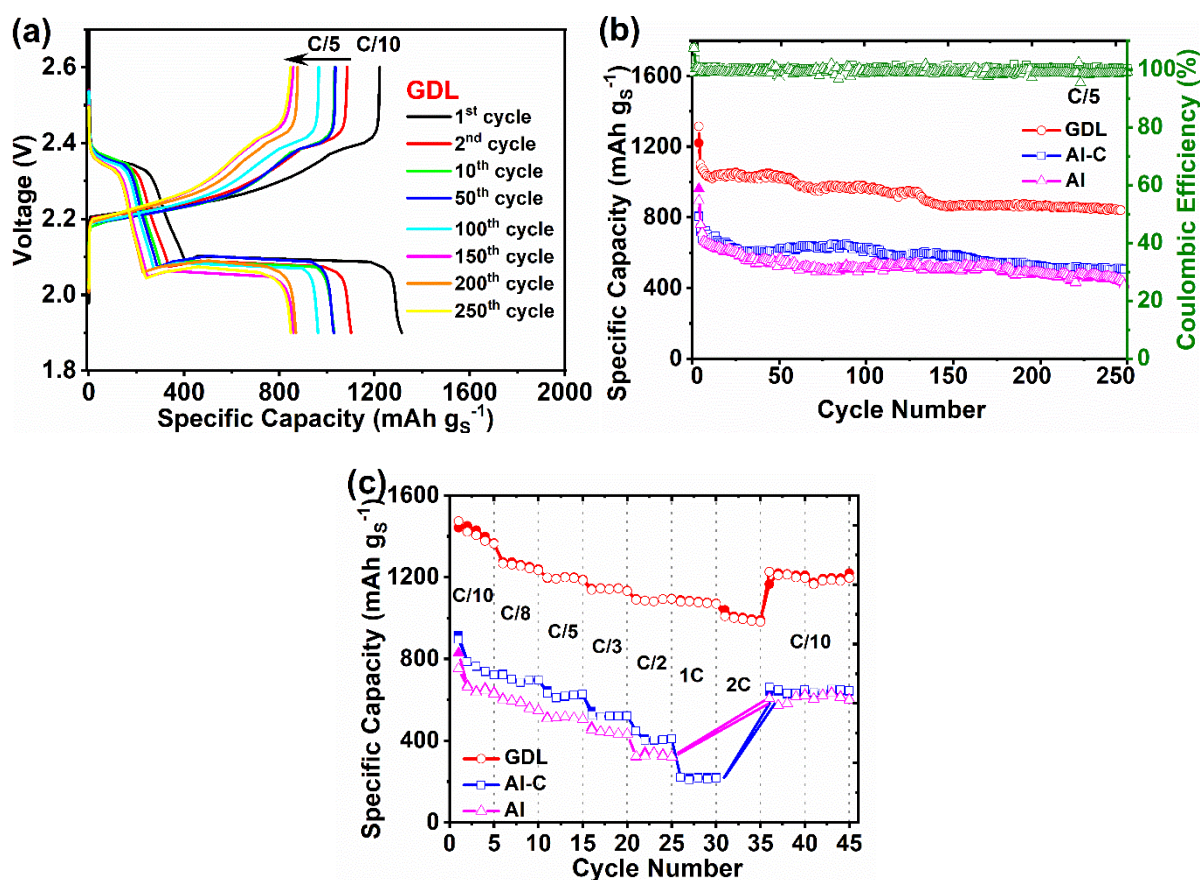 (a)
C/5 C/10
2.6
2.4
2.2
2.0
1.8
Voltage (V)
GDL
1st cycle
2nd cycle
10th cycle
50th cycle
100th cycle
150th cycle
200th cycle
250th cycle
0 400 800 1200 1600 2000
Specific Capacity (mAh gS-1)
(b)
1600
1200
800
400
0
Specific Capacity (mAh gS-1)
C/5
GDL
Al-C
Al
100
80
60
40
20
0
Coulombic Efficiency (%)
0 50 100 150 200 250
Cycle Number
(c)
1600
1200
800
400
0
Specific Capacity (mAh gS-1)
C/10
C/8
C/5
C/3
C/2
1C
2C
C/10
GDL
Al-C
Al
0 5 10 15 20 25 30 35 40 45
Cycle Number